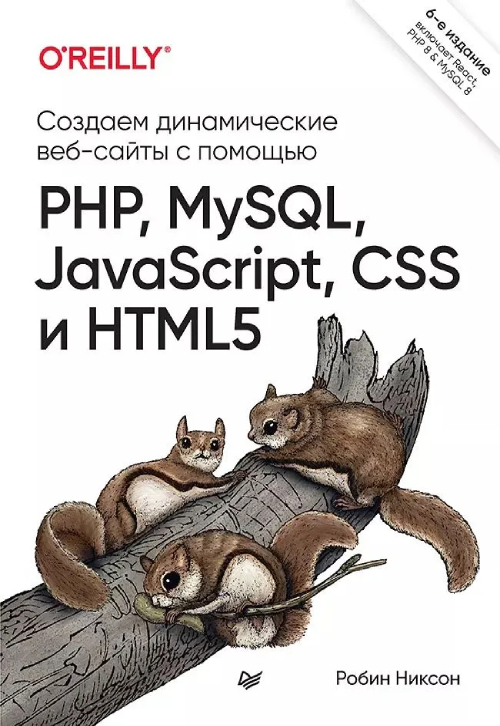 O'REILLY®
6-е издание
включает React,
PHP 8 & MySQL 8
Создаем динамические
веб-сайты с помощью
PHP, MySQL,
JavaScript, CSS
и HTML5
Робин Никсон